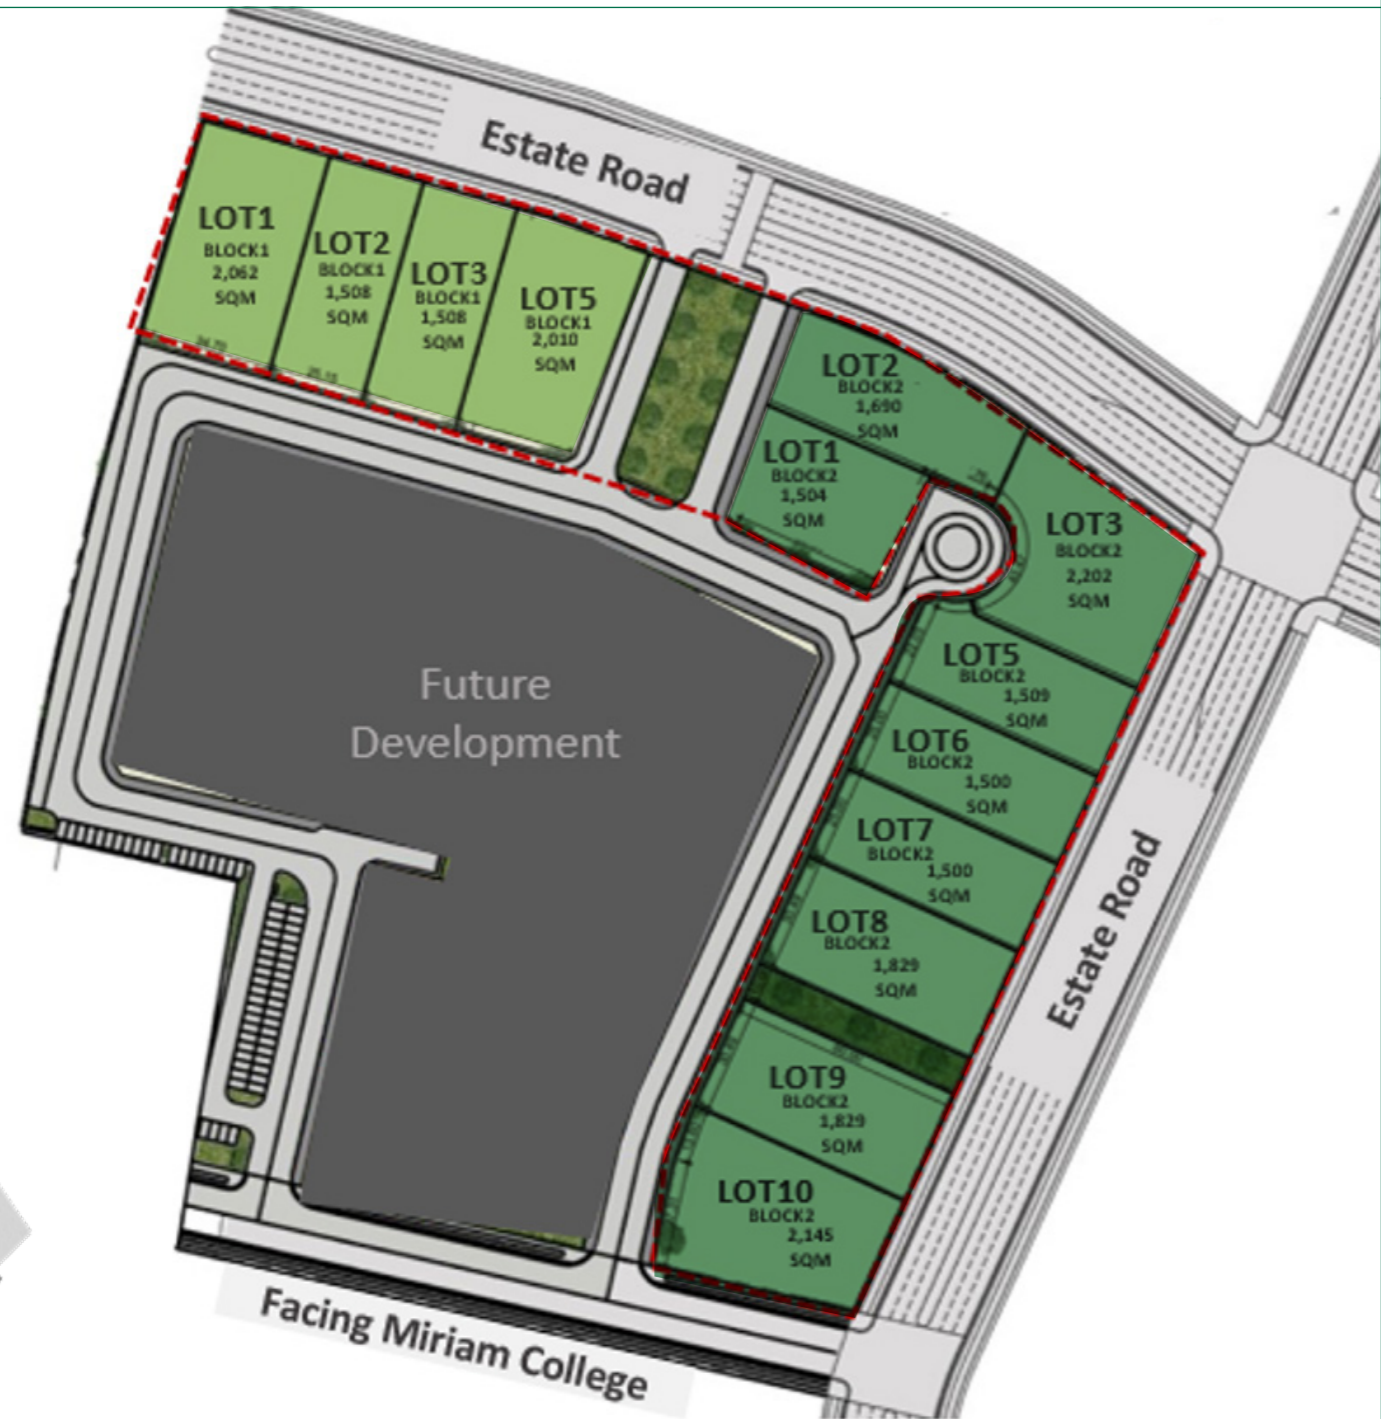 Estate Road
LOT1
BLOCK1
2,062
SQM
LOT2
BLOCK1
1,508
SQM
LOT3
BLOCK1
1,508
SQM
LOT5
BLOCK1
2,010
SQM
LOT2
BLOCK2
1,690
SQM
LOT1
BLOCK2
1,504
SQM
LOT3
BLOCK2
2,202
SQM
LOT5
BLOCK2
1,509
SQM
LOT6
BLOCK2
1,500
SQM
LOT7
BLOCK2
1,500
SQM
LOT8
BLOCK2
1,829
SQM
LOT9
BLOCK2
1,829
SQM
LOT10
BLOCK2
2,145
SQM
Future
Development
Estate Road
Facing Miriam College